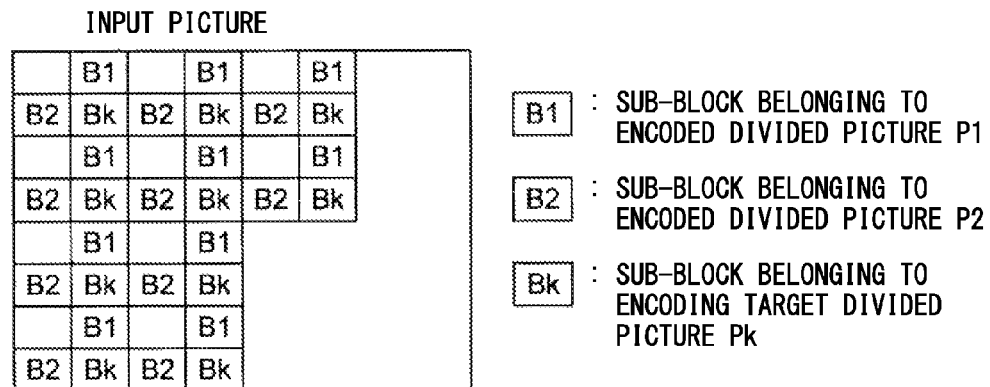 INPUT PICTURE
B1 B1 B1
B2 Bk B2 Bk B2 Bk
B1 B1 B1
B2 Bk B2 Bk B2 Bk
B1 B1
B2 Bk B2 Bk
B1 B1
B2 Bk B2 Bk
B1 : SUB-BLOCK BELONGING TO
ENCODED DIVIDED PICTURE P1
B2 : SUB-BLOCK BELONGING TO
ENCODED DIVIDED PICTURE P2
Bk : SUB-BLOCK BELONGING TO
ENCODING TARGET DIVIDED
PICTURE Pk